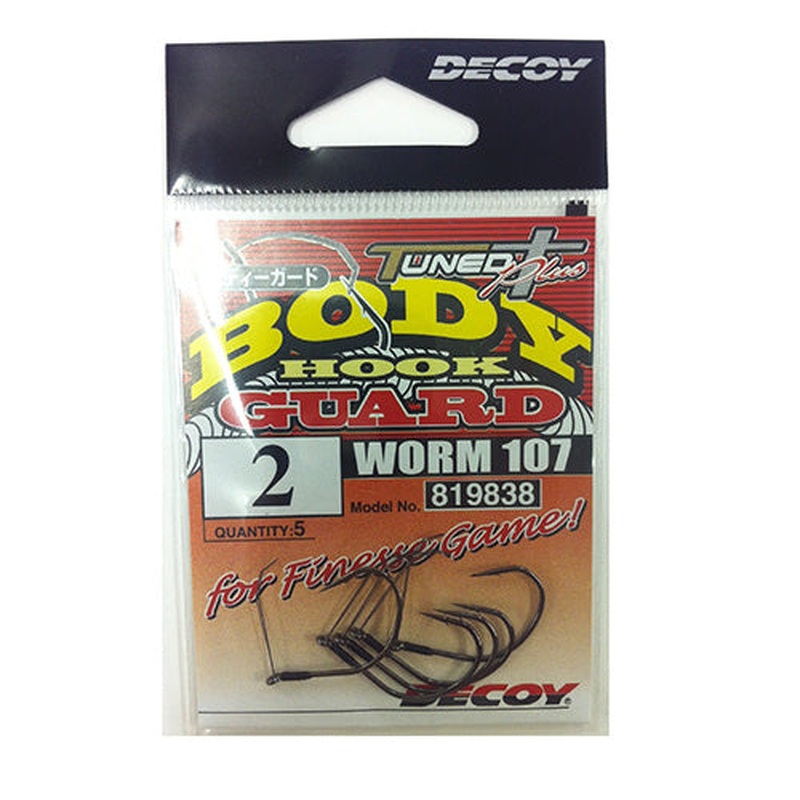 DECOY
TUNED Plus
ディーガード
BODY
HOOK
GUARD
2
WORM 107
Model No. 819838
QUANTITY:5
for Finesse Game!
DECOY®